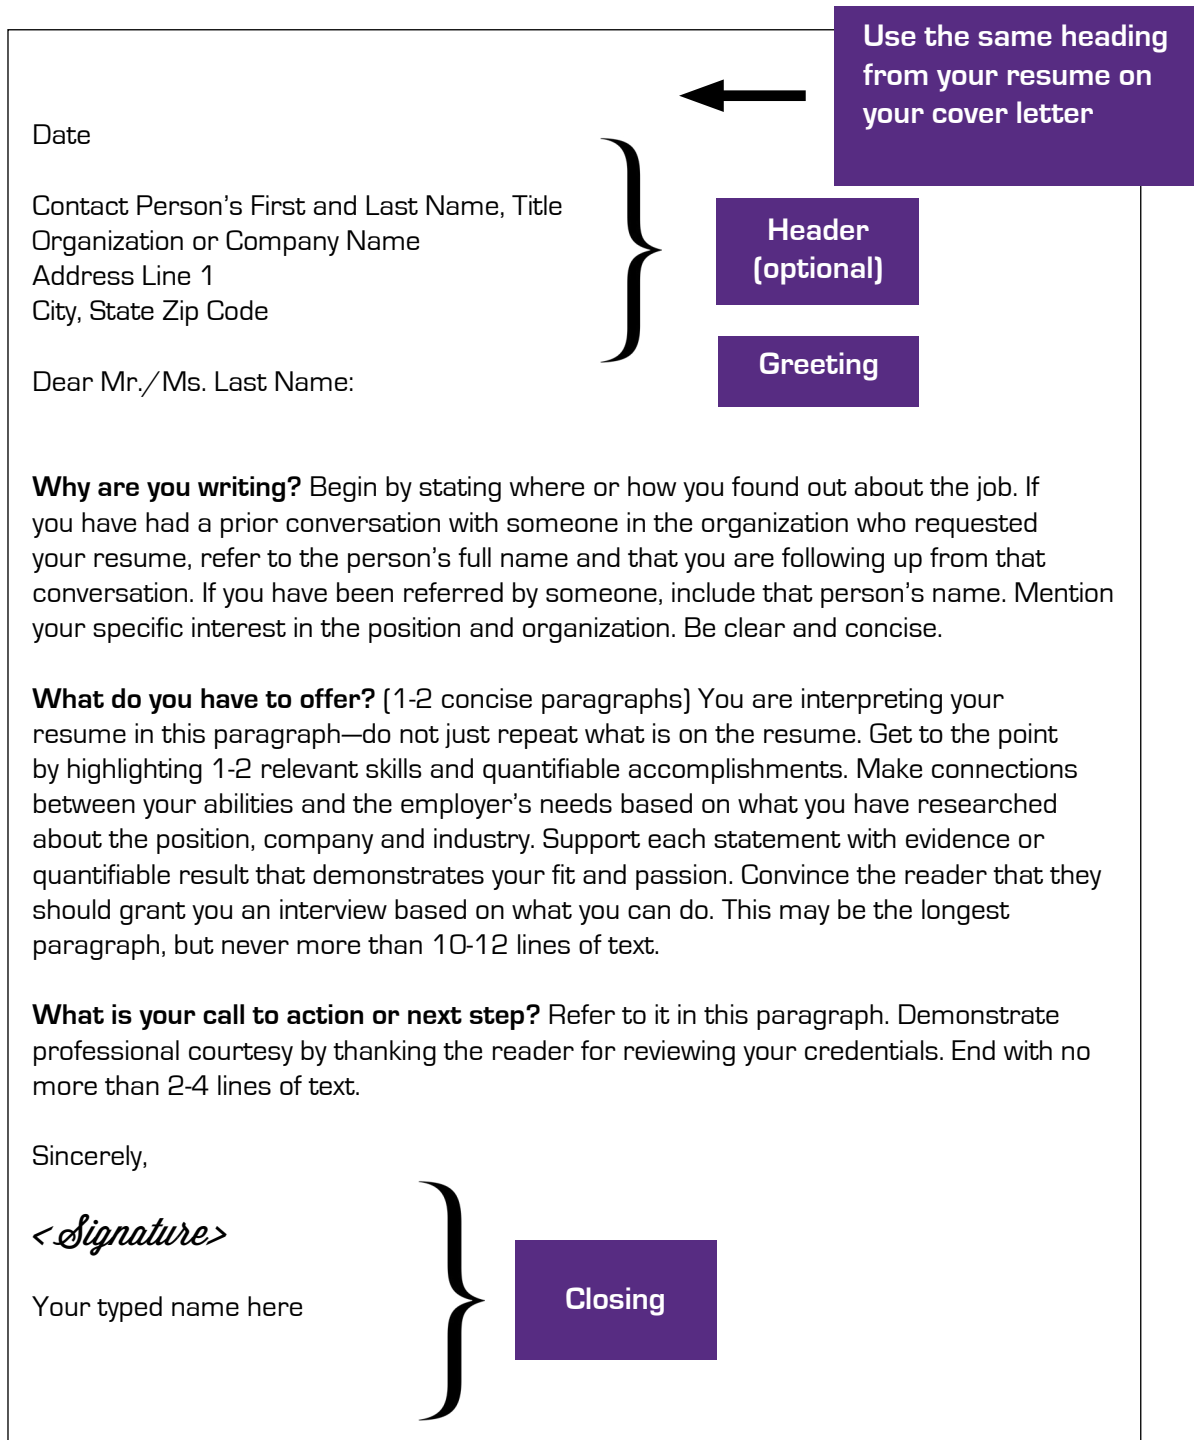 Use the same heading
from your resume on
your cover letter
Date
Contact Person's First and Last Name, Title
Organization or Company Name
Address Line 1
City, State Zip Code
Header
(optional)
Dear Mr./Ms. Last Name:
Greeting
Why are you writing? Begin by stating where or how you found out about the job. If
you have had a prior conversation with someone in the organization who requested
your resume, refer to the person's full name and that you are following up from that
conversation. If you have been referred by someone, include that person's name. Mention
your specific interest in the position and organization. Be clear and concise.
What do you have to offer? (1-2 concise paragraphs) You are interpreting your
resume in this paragraph—do not just repeat what is on the resume. Get to the point
by highlighting 1-2 relevant skills and quantifiable accomplishments. Make connections
between your abilities and the employer's needs based on what you have researched
about the position, company and industry. Support each statement with evidence or
quantifiable result that demonstrates your fit and passion. Convince the reader that they
should grant you an interview based on what you can do. This may be the longest
paragraph, but never more than 10-12 lines of text.
What is your call to action or next step? Refer to it in this paragraph. Demonstrate
professional courtesy by thanking the reader for reviewing your credentials. End with no
more than 2-4 lines of text.
Sincerely,
<Signature>
Your typed name here
Closing